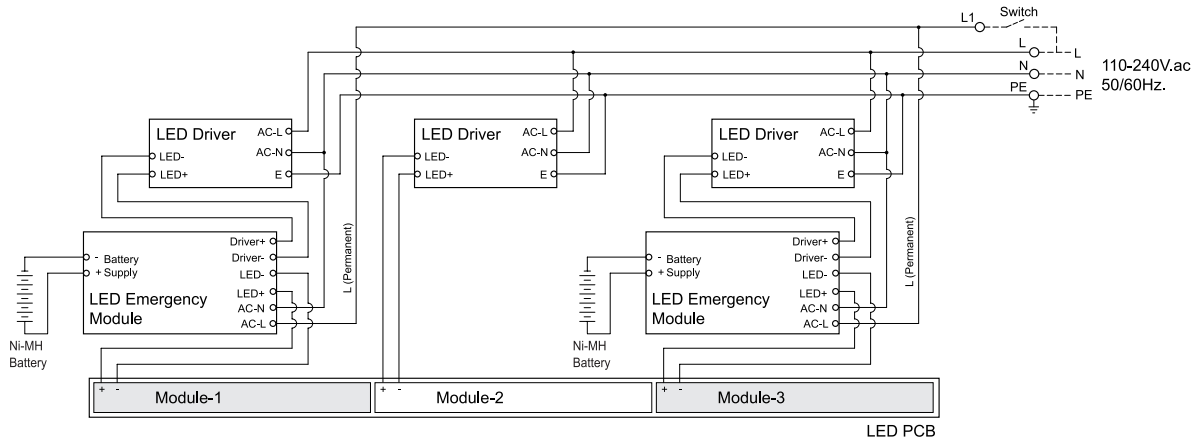 Switch
L1
L
L
N
N
PE
PE
110-240V.ac
50/60Hz.
LED Driver
AC-L
AC-N
E
LED-
LED+
LED Driver
AC-L
AC-N
E
LED-
LED+
LED Driver
AC-L
AC-N
E
LED-
LED+
- Battery
+ Supply
Driver+
Driver-
LED-
LED+
AC-N
AC-L
LED Emergency
Module
L (Permanent)
Ni-MH
Battery
- Battery
+ Supply
Driver+
Driver-
LED-
LED+
AC-N
AC-L
LED Emergency
Module
L (Permanent)
Ni-MH
Battery
+ -
Module-1
+ -
Module-2
+ -
Module-3
LED PCB